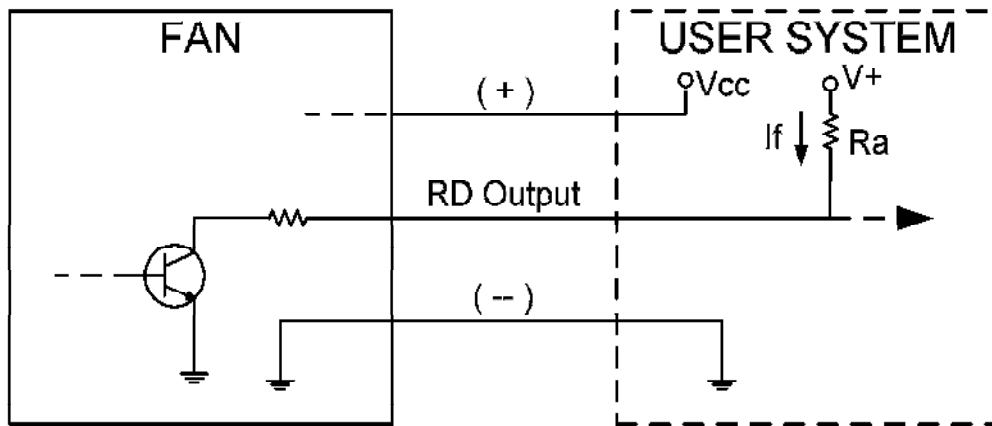 FAN
USER SYSTEM
( + )
Vcc
V+
If
Ra
RD Output
( -- )